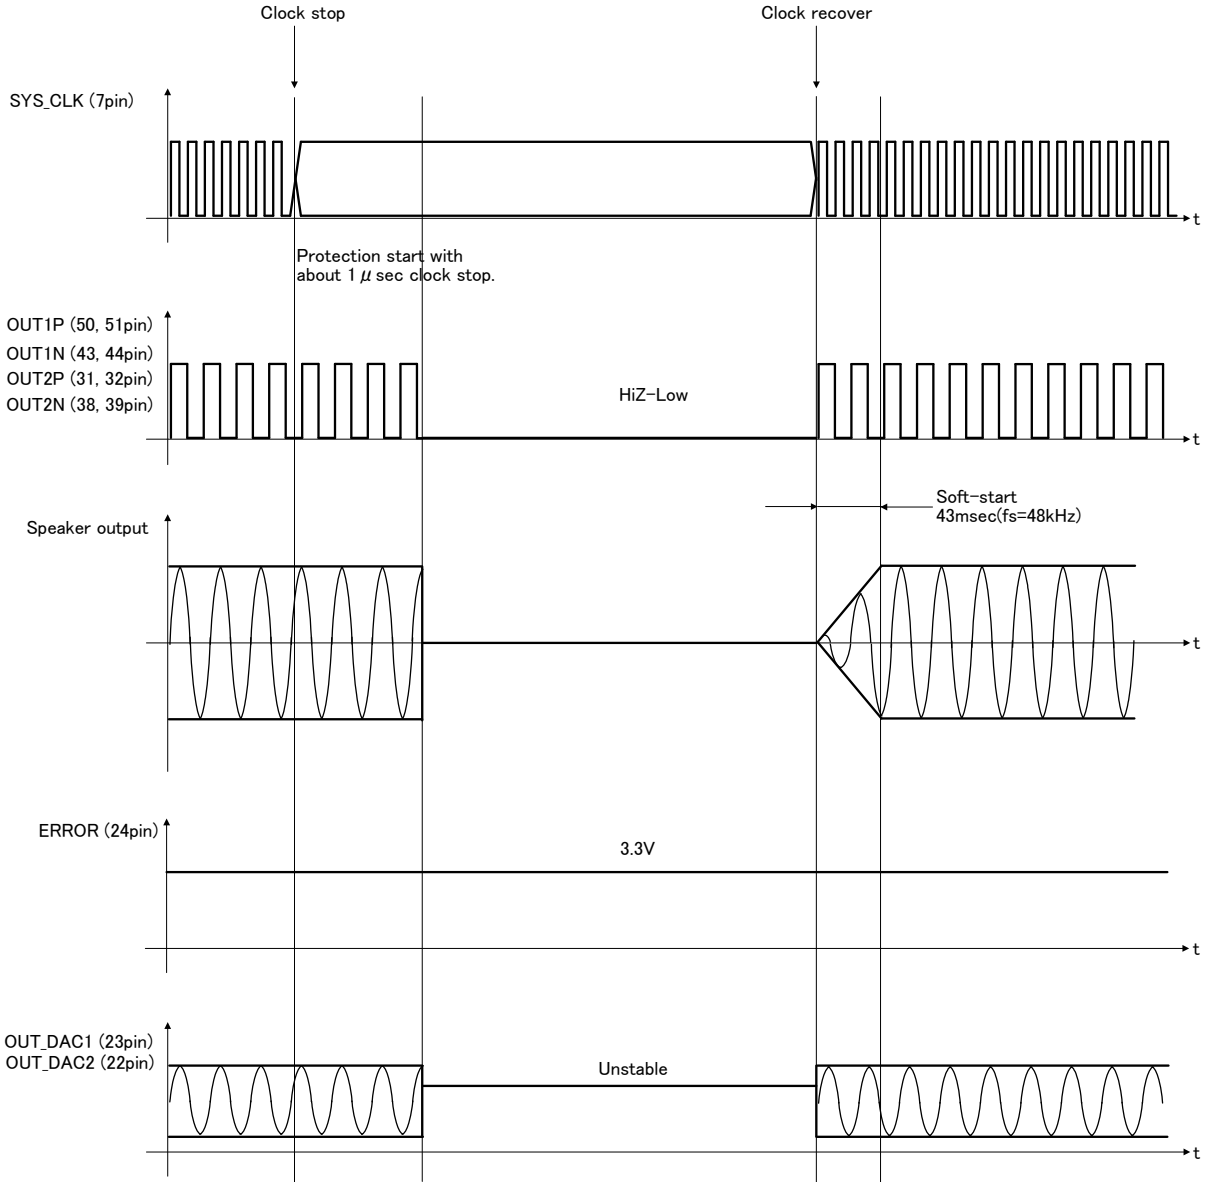 Clock stop
Clock recover
SYS_CLK (7pin)
t
Protection start with
about 1 μ sec clock stop.
OUT1P (50, 51pin)
OUT1N (43, 44pin)
OUT2P (31, 32pin)
OUT2N (38, 39pin)
HiZ-Low
t
Soft-start
43msec(fs=48kHz)
Speaker output
t
ERROR (24pin)
3.3V
t
OUT_DAC1 (23pin)
OUT_DAC2 (22pin)
Unstable
t